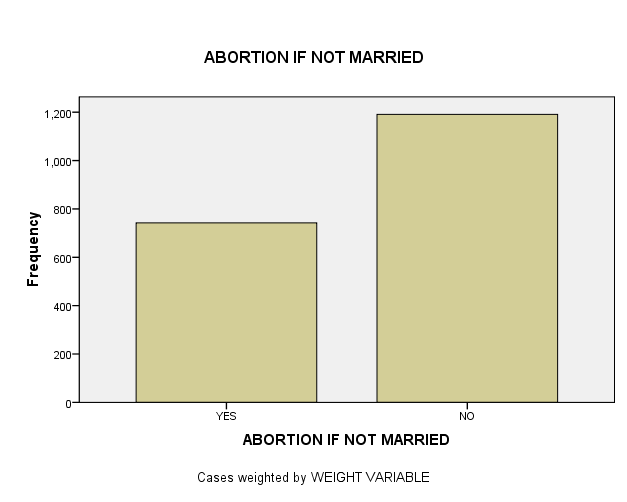 ABORTION IF NOT MARRIED
1,200
1,000
800
600
400
200
0
Frequency
YES NO
ABORTION IF NOT MARRIED
Cases weighted by WEIGHT VARIABLE